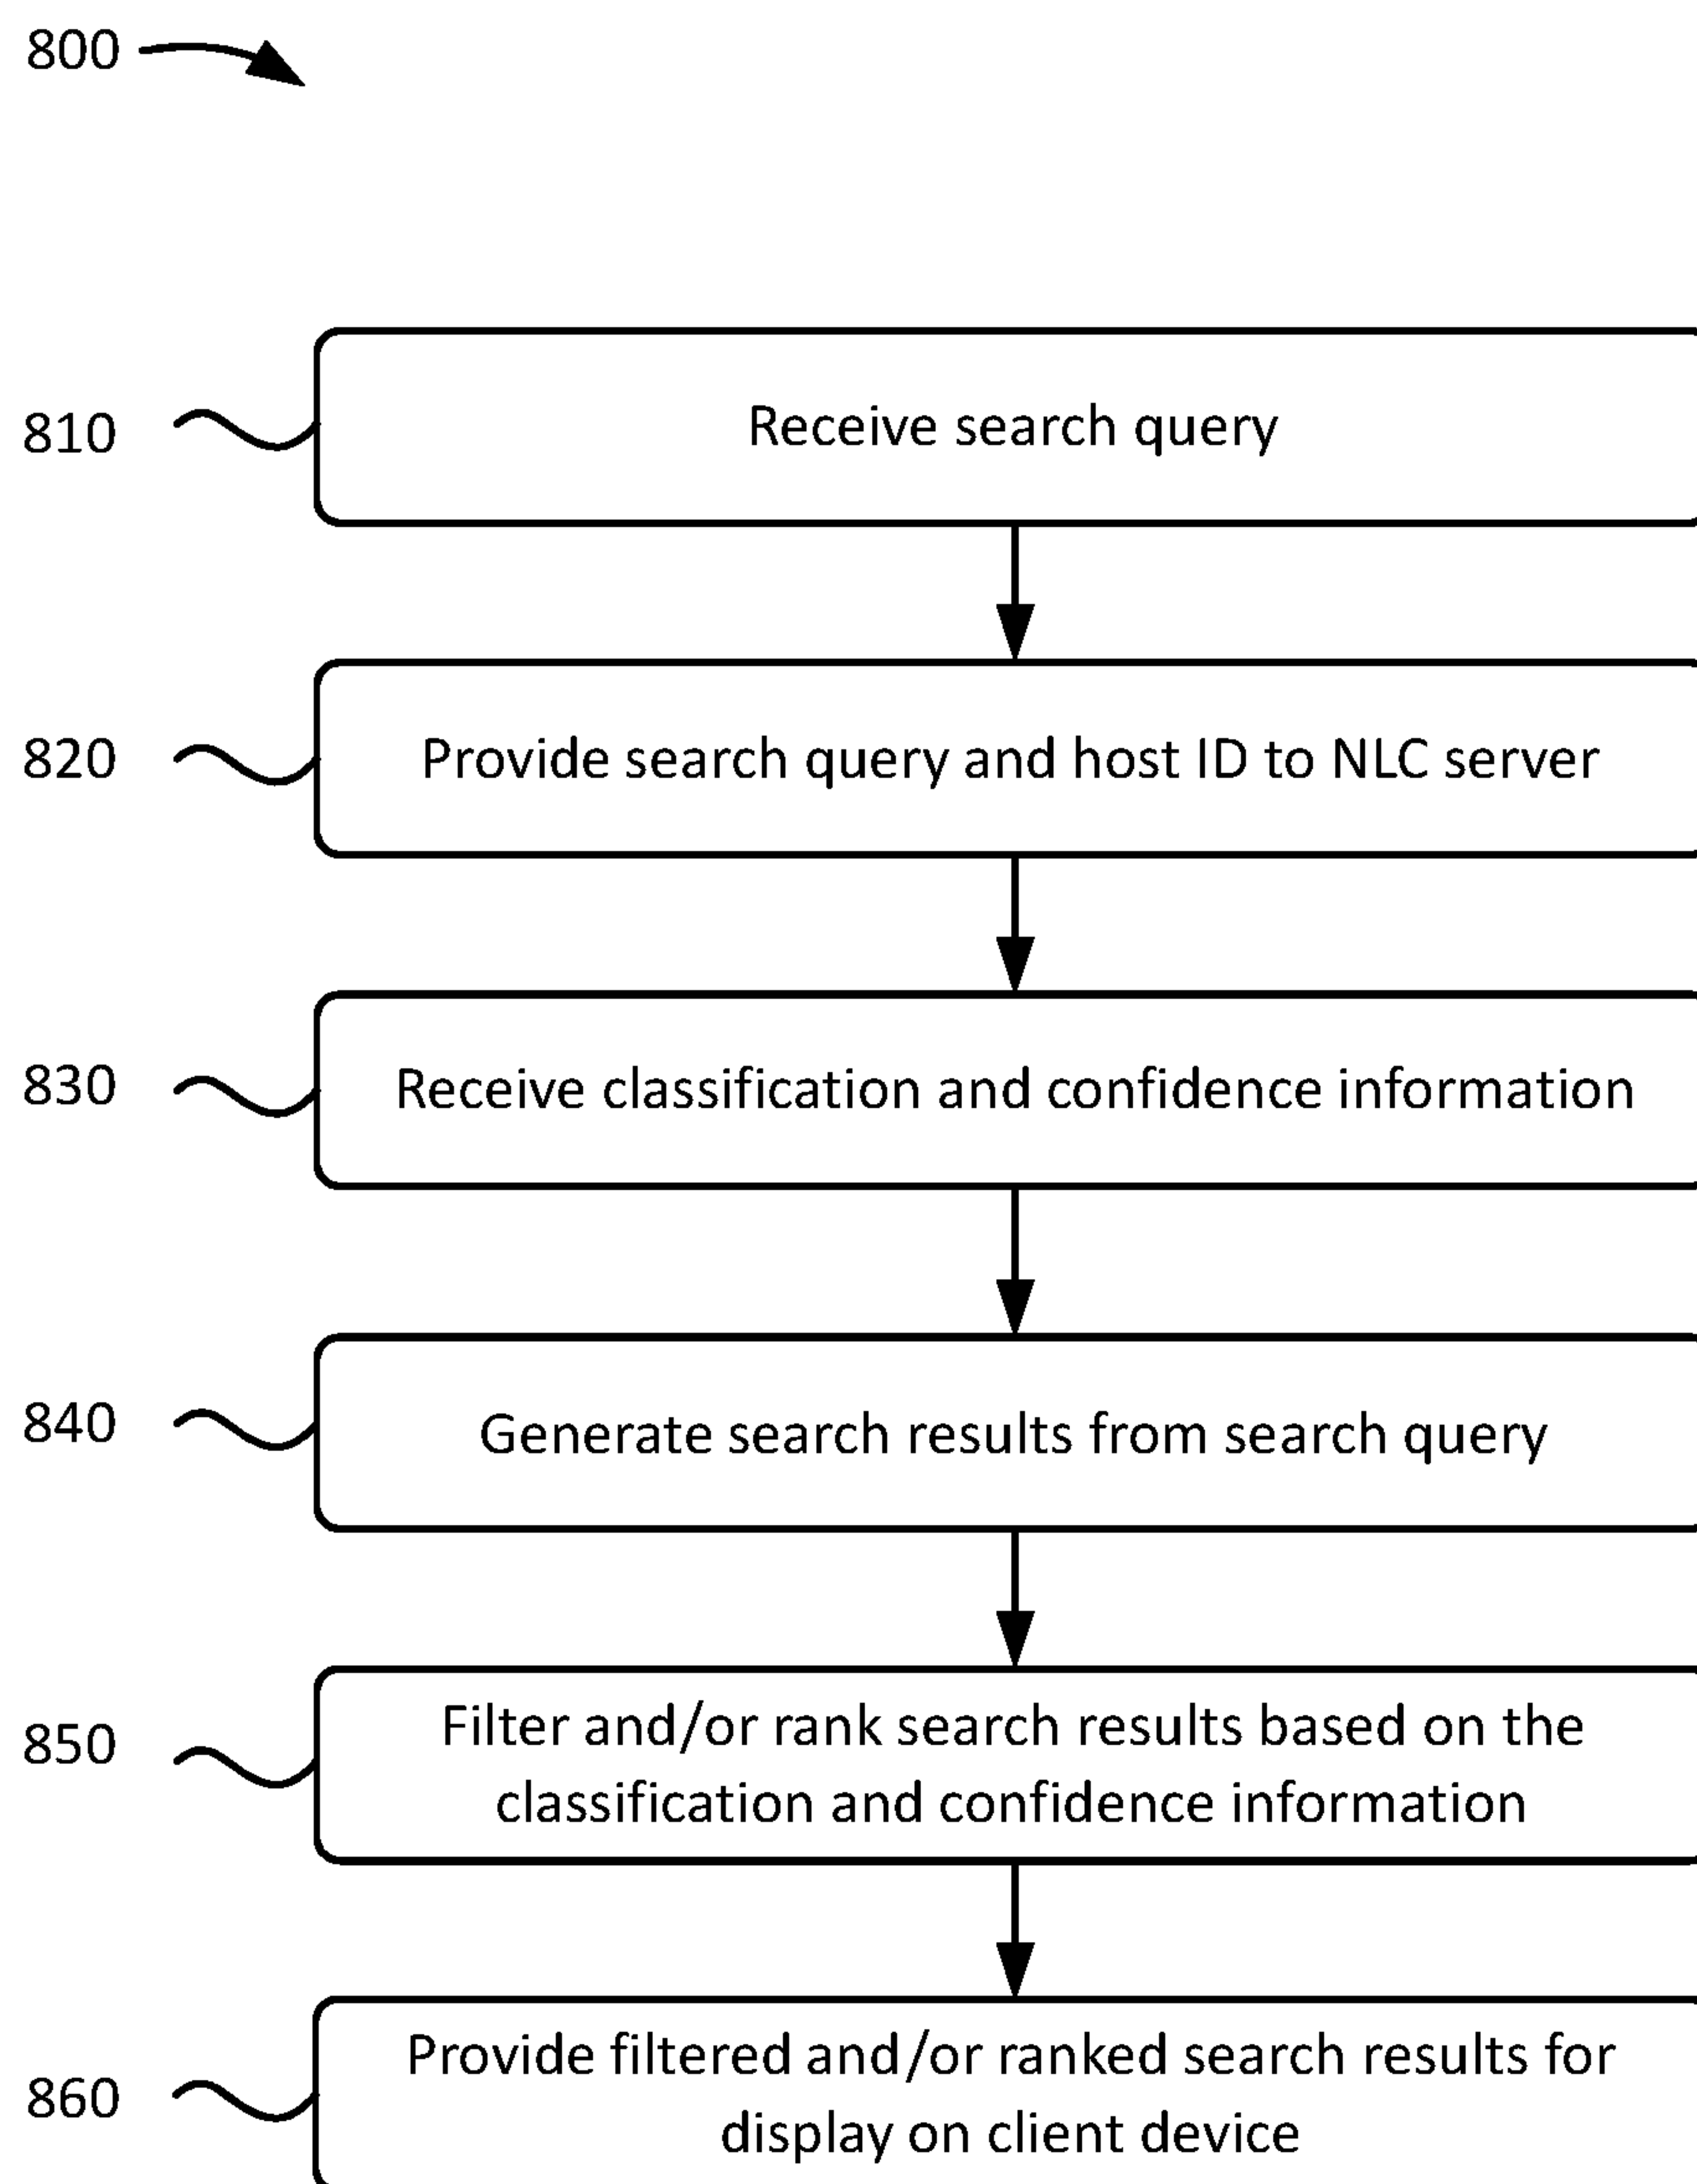 800
810
Receive search query
820
Provide search query and host ID to NLC server
830
Receive classification and confidence information
840
Generate search results from search query
850
Filter and/or rank search results based on the
classification and confidence information
860
Provide filtered and/or ranked search results for
display on client device